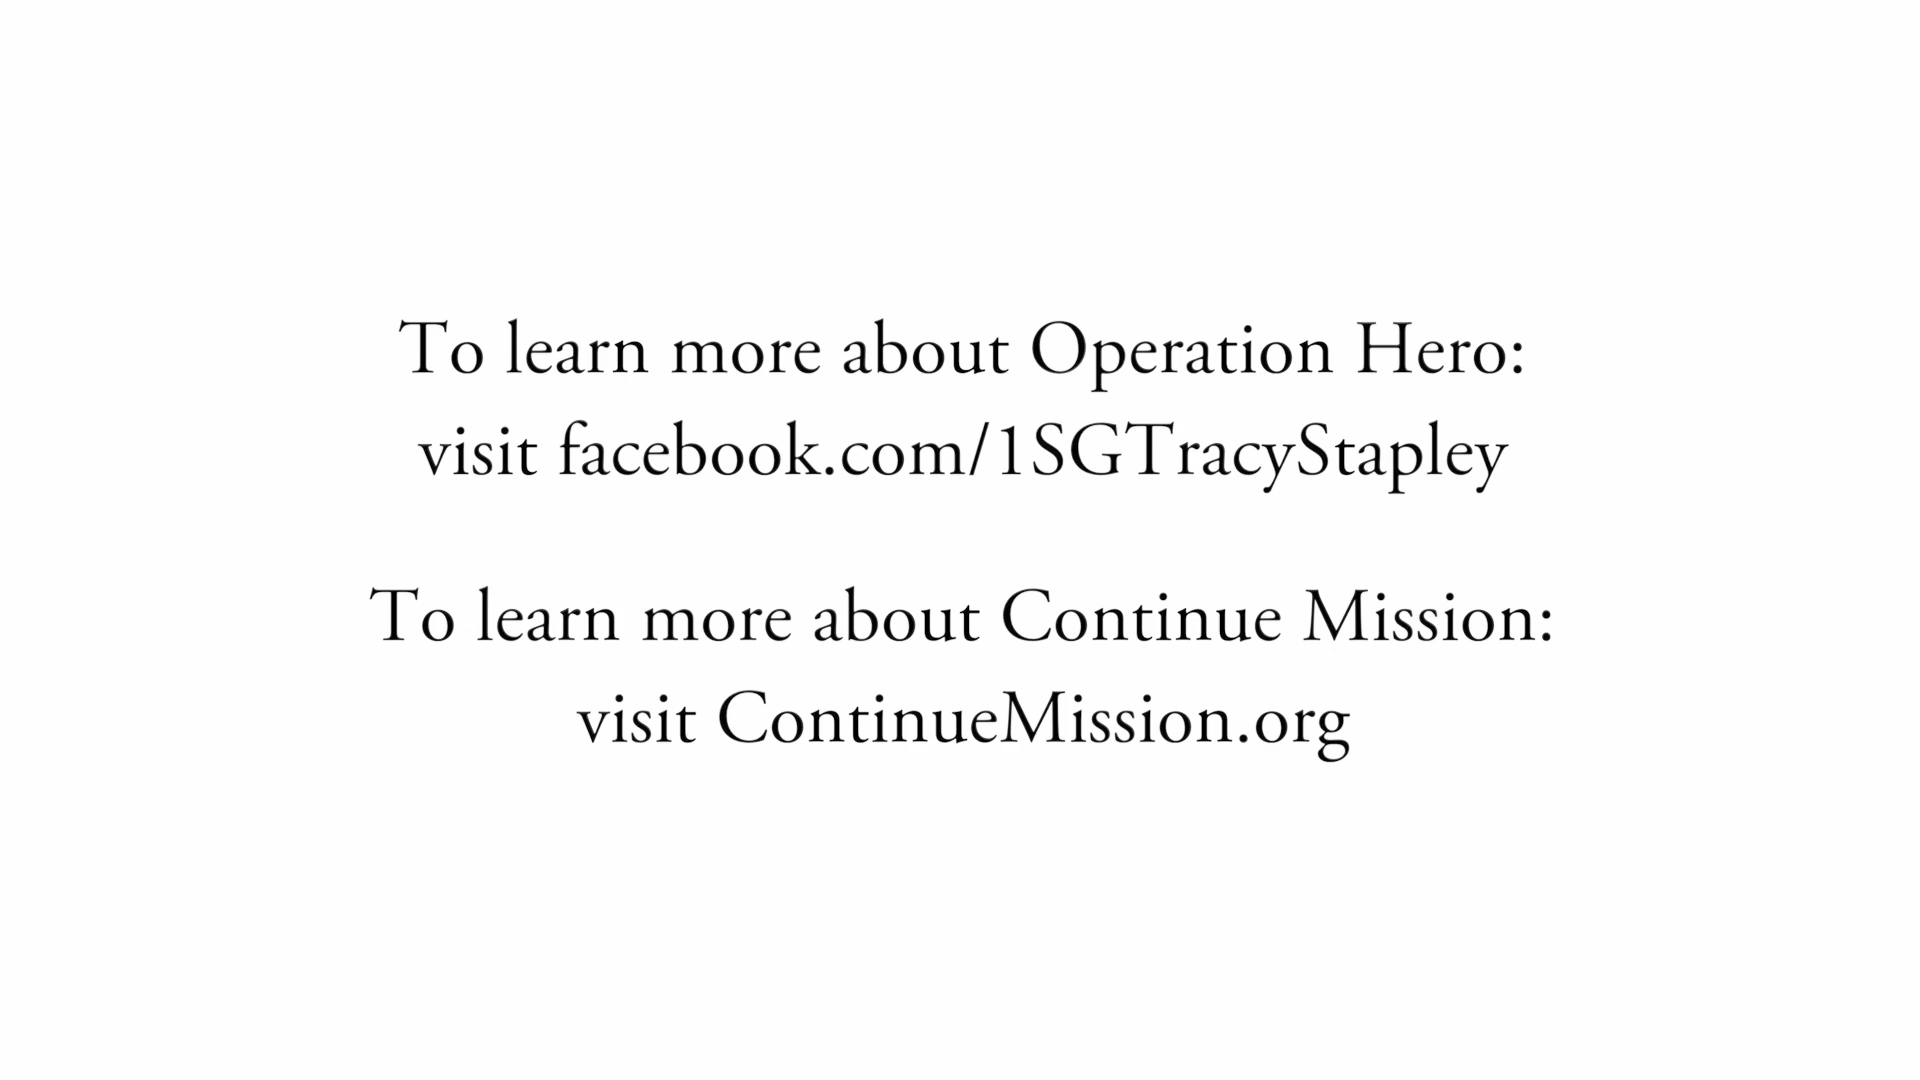 To learn more about Operation Hero:
visit facebook.com/1SGTracyStapley
To learn more about Continue Mission:
visit ContinueMission.org